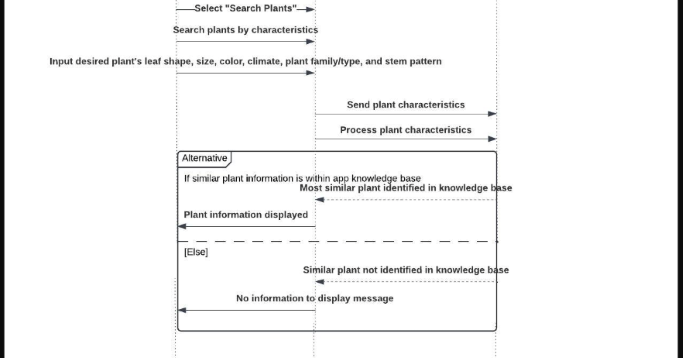 Select "Search Plants"
Search plants by characteristics
Input desired plant's leaf shape, size, color, climate, plant family/type, and stem pattern
Send plant characteristics
Process plant characteristics
Alternative
If similar plant information is within app knowledge base
Most similar plant identified in knowledge base
Plant information displayed
[Else]
Similar plant not identified in knowledge base
No information to display message